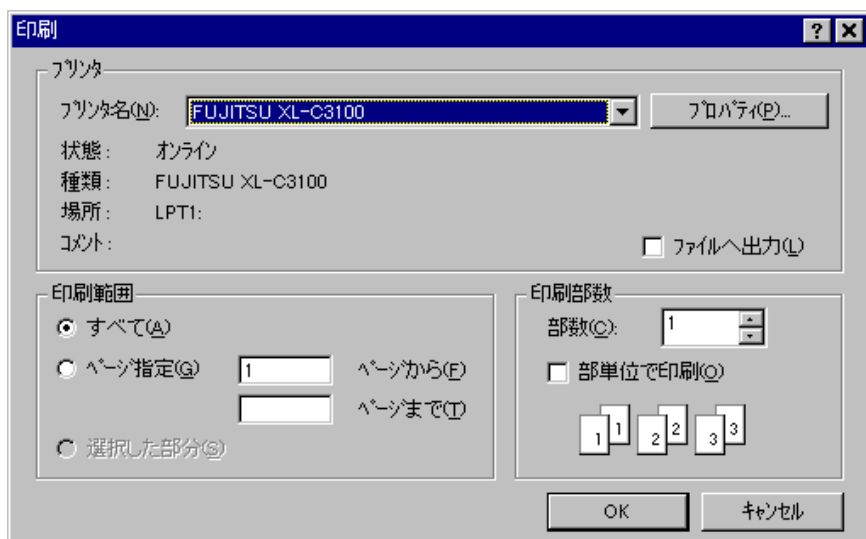 印刷
プリンタ
プリンタ名(N): FUJITSU XL-C3100 プロパティ(P)...
状態: オンライン
種類: FUJITSU XL-C3100
場所: LPT1:
コメント:
ファイルへ出力(L)
印刷範囲
すべて(A)
ページ指定(G) 1 ページから(F)
ページまで(T)
選択した部分(S)
印刷部数
部数(C): 1
部単位で印刷(O)
1 1 2 2 3 3
OK キャンセル